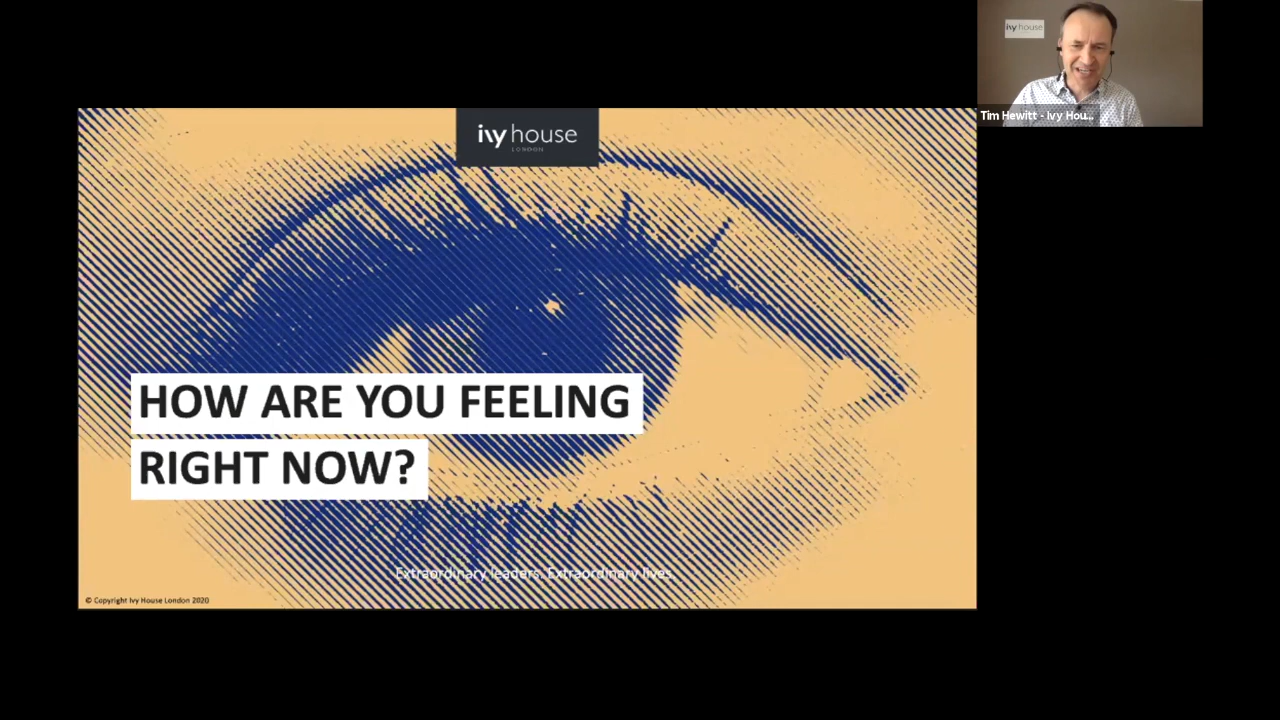 ivy house
LONDON
HOW ARE YOU FEELING
RIGHT NOW?
Extraordinary leaders. Extraordinary lives.
© Copyright Ivy House London 2020
ivy house
Tim Hewitt - Ivy Hou...